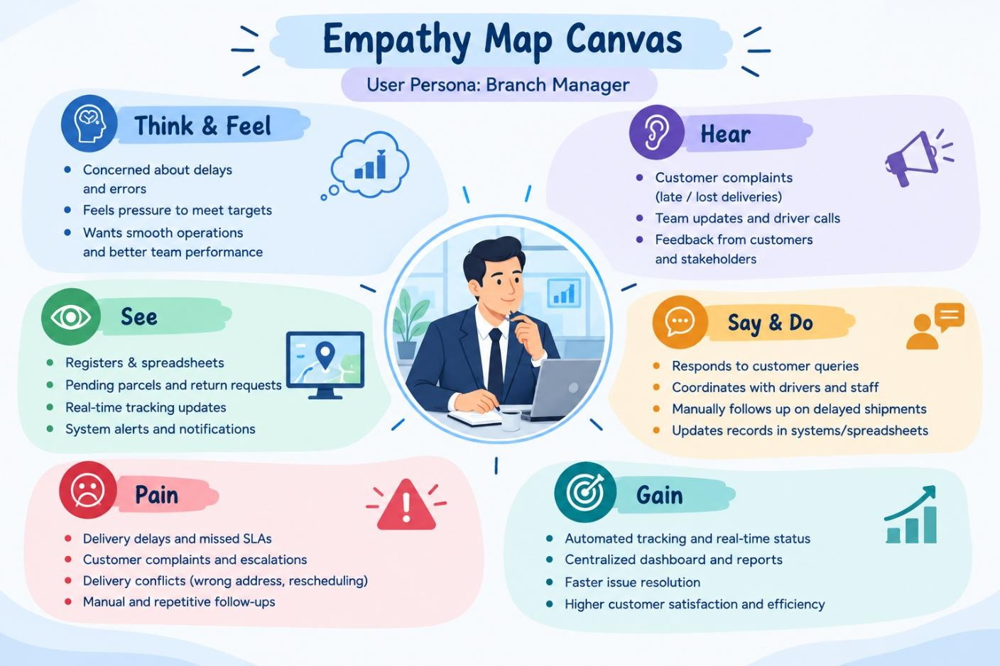 Empathy Map Canvas
User Persona: Branch Manager
Think & Feel
Concerned about delays
and errors
Feels pressure to meet targets
Wants smooth operations
and better team performance
Hear
Customer complaints
(late / lost deliveries)
Team updates and driver calls
Feedback from customers
and stakeholders
See
Registers & spreadsheets
Pending parcels and return requests
Real-time tracking updates
System alerts and notifications
Say & Do
Responds to customer queries
Coordinates with drivers and staff
Manually follows up on delayed shipments
Updates records in systems/spreadsheets
Pain
Delivery delays and missed SLAs
Customer complaints and escalations
Delivery conflicts (wrong address, rescheduling)
Manual and repetitive follow-ups
Gain
Automated tracking and real-time status
Centralized dashboard and reports
Faster issue resolution
Higher customer satisfaction and efficiency